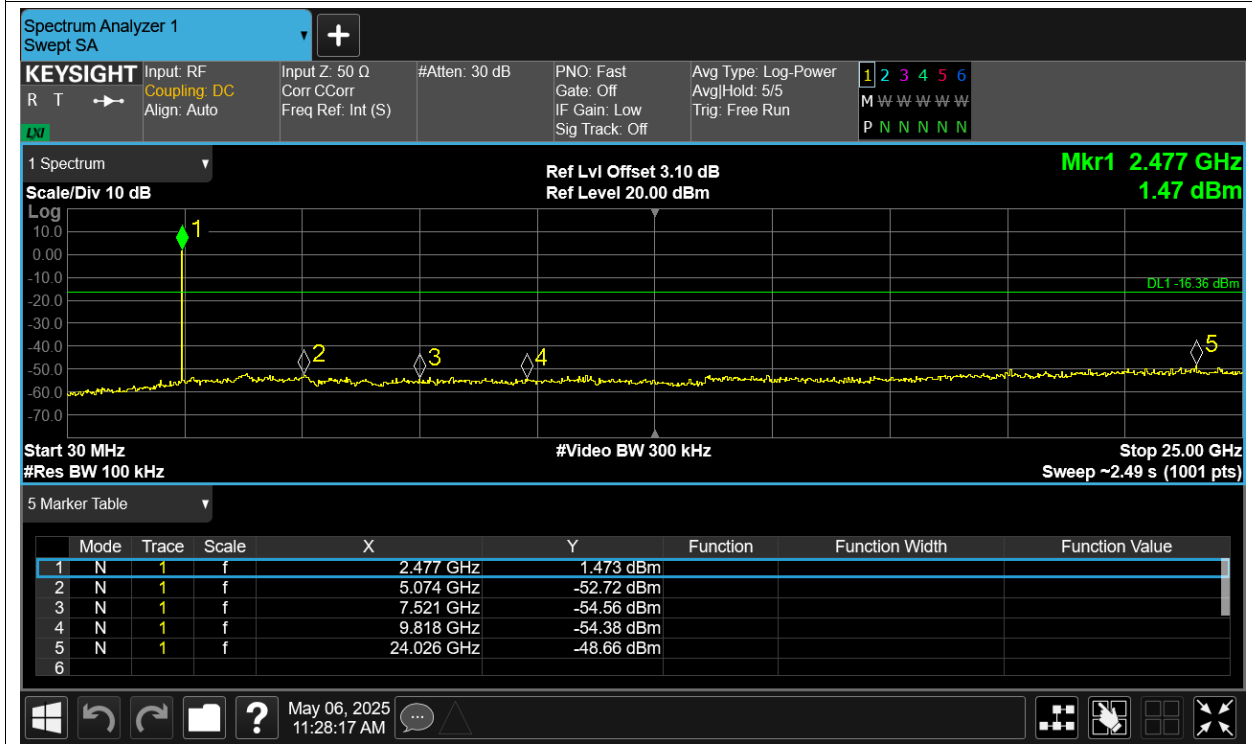 Spectrum Analyzer 1
Swept SA
+
KEYSIGHT
R T
LXI
Input: RF
Coupling: DC
Align: Auto
Input Z: 50 Ω
Corr CCorr
Freq Ref: Int (S)
#Atten: 30 dB
PNO: Fast
Gate: Off
IF Gain: Low
Sig Track: Off
Avg Type: Log-Power
Avg|Hold: 5/5
Trig: Free Run
1 2 3 4 5 6
M W W W W W
P N N N N N
1 Spectrum
Scale/Div 10 dB
Ref Lvl Offset 3.10 dB
Ref Level 20.00 dBm
Mkr1 2.477 GHz
1.47 dBm
Log
10.0
0.00
-10.0
-20.0
-30.0
-40.0
-50.0
-60.0
-70.0
1
2
3
4
5
DL1 -16.36 dBm
Start 30 MHz
#Res BW 100 kHz
#Video BW 300 kHz
Stop 25.00 GHz
Sweep ~2.49 s (1001 pts)
5 Marker Table
Mode Trace Scale X Y Function Function Width Function Value
1 N 1 f 2.477 GHz 1.473 dBm
2 N 1 f 5.074 GHz -52.72 dBm
3 N 1 f 7.521 GHz -54.56 dBm
4 N 1 f 9.818 GHz -54.38 dBm
5 N 1 f 24.026 GHz -48.66 dBm
6
?
May 06, 2025
11:28:17 AM